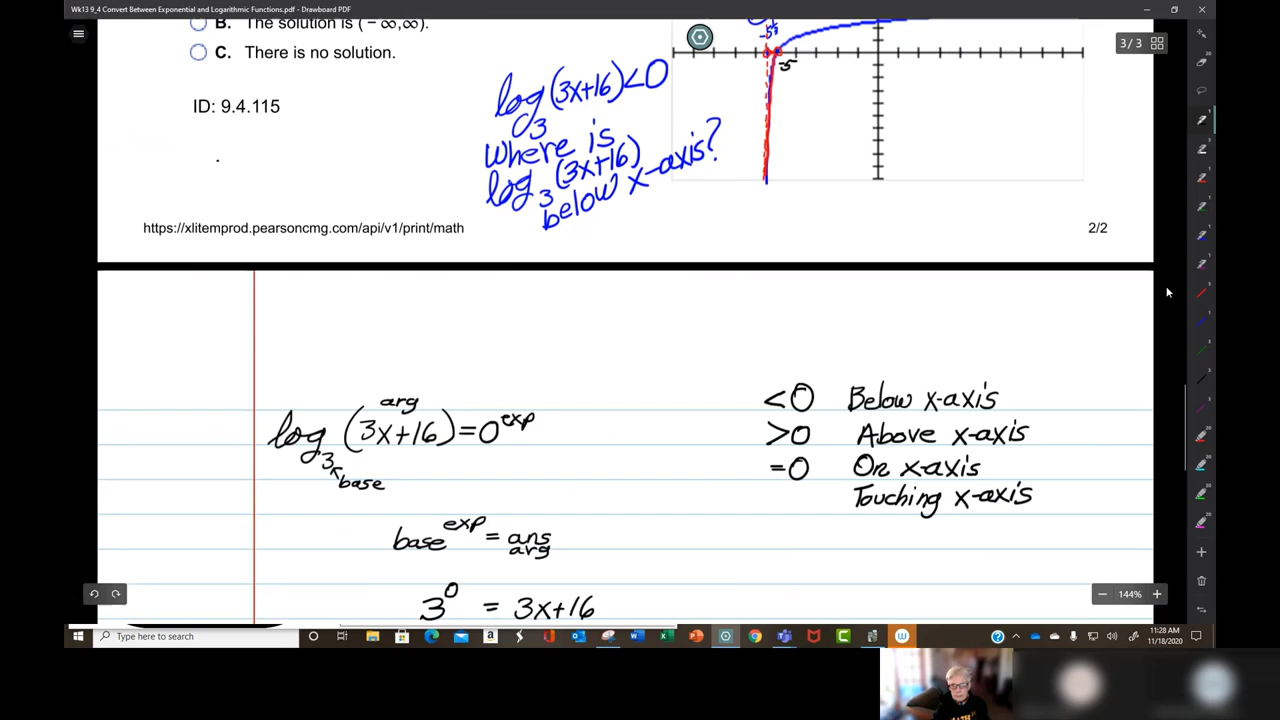 Wk13 9_4 Convert Between Exponential and Logarithmic Functions.pdf - Drawboard PDF
B. The solution is (-∞,∞).
C. There is no solution.
ID: 9.4.115
3/3
-5
log₃(3x+16)<0
Where is
log₃(3x+16)
below x-axis?
https://xlitemprod.pearsoncmg.com/api/v1/print/math
2/2
arg
log₃(3x+16)=0 exp
base
base^exp = ans
arg
3⁰ = 3x+16
<0 Below x-axis
>0 Above x-axis
=0 On x-axis
Touching x-axis
144%
Type here to search
11:28 AM
11/18/2020